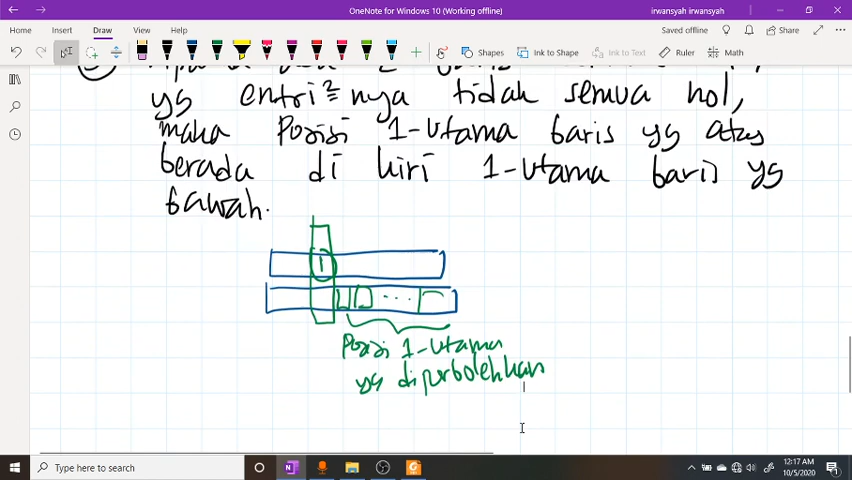 OneNote for Windows 10 (Working offline)
irwansyah irwansyah
Home Insert Draw View Help
Saved offline Share
Shapes Ink to Shape Ink to Text Ruler Math
yg entri² nya tidak semua nol,
maka Posisi 1-utama baris yg atas
berada di kiri 1-utama baris yg
bawah.
1
...
Posisi 1-utama
yg diperbolehkan
Type here to search
12:17 AM
10/5/2020